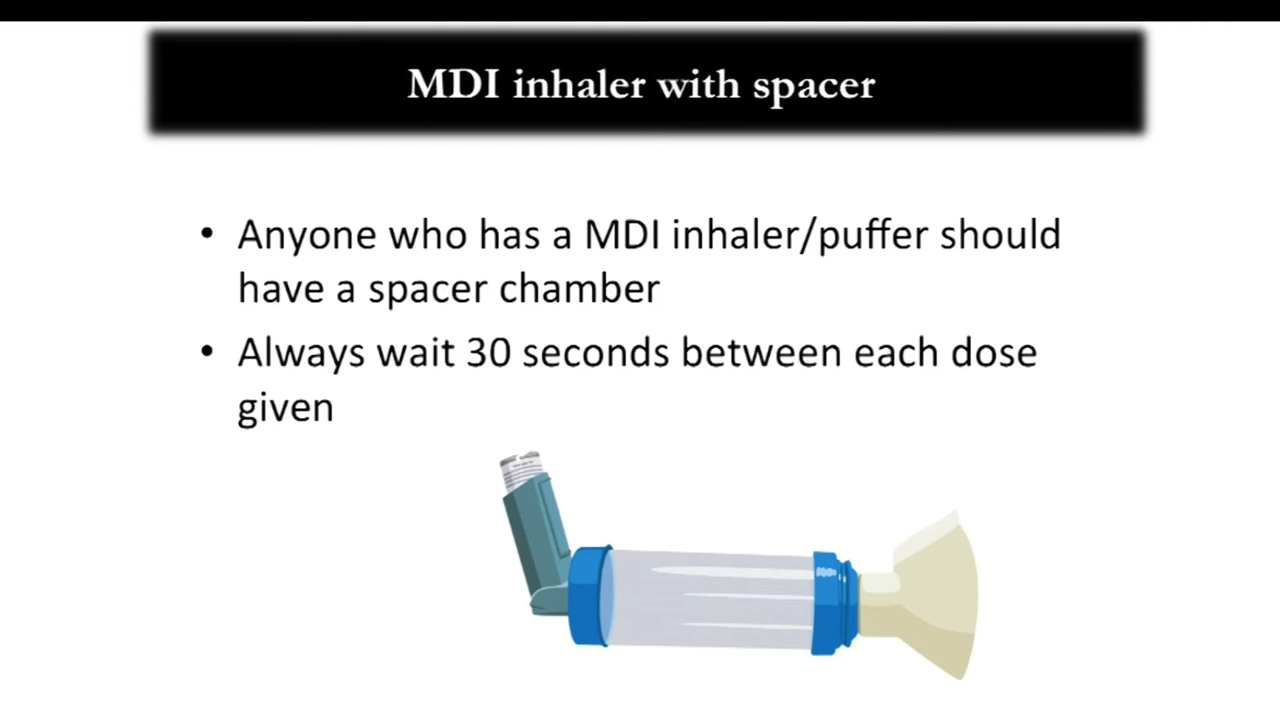 MDI inhaler with spacer
• Anyone who has a MDI inhaler/puffer should
have a spacer chamber
• Always wait 30 seconds between each dose
given